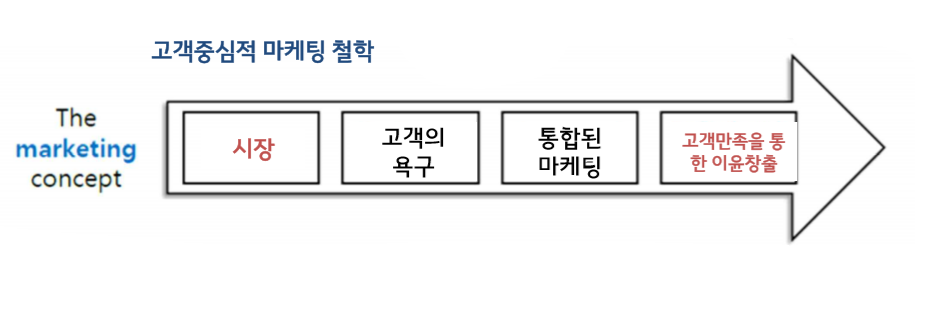 고객중심적 마케팅 철학
The
marketing
concept
시장
고객의
욕구
통합된
마케팅
고객만족을 통
한 이윤창출